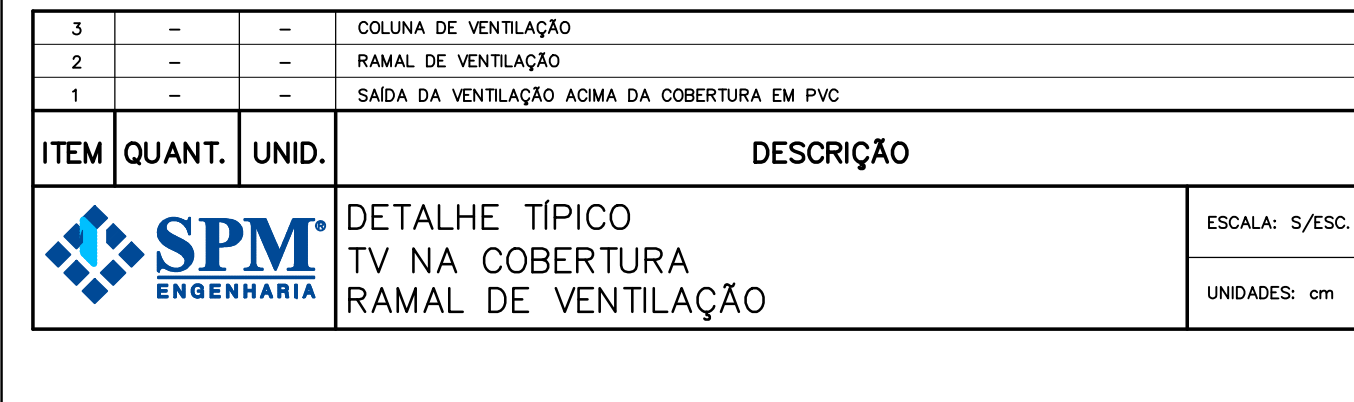 3 – – COLUNA DE VENTILAÇÃO
2 – – RAMAL DE VENTILAÇÃO
1 – – SAÍDA DA VENTILAÇÃO ACIMA DA COBERTURA EM PVC
ITEM QUANT. UNID. DESCRIÇÃO
SPM®
ENGENHARIA
DETALHE TÍPICO
TV NA COBERTURA
RAMAL DE VENTILAÇÃO
ESCALA: S/ESC.
UNIDADES: cm